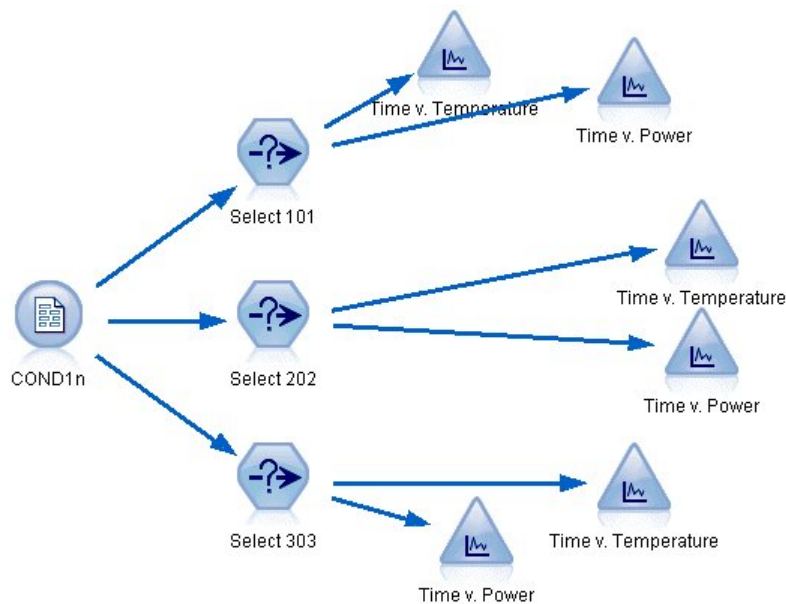 Time v. Temperature
Time v. Power
Select 101
Time v. Temperature
COND1n
Select 202
Time v. Power
Select 303
Time v. Temperature
Time v. Power